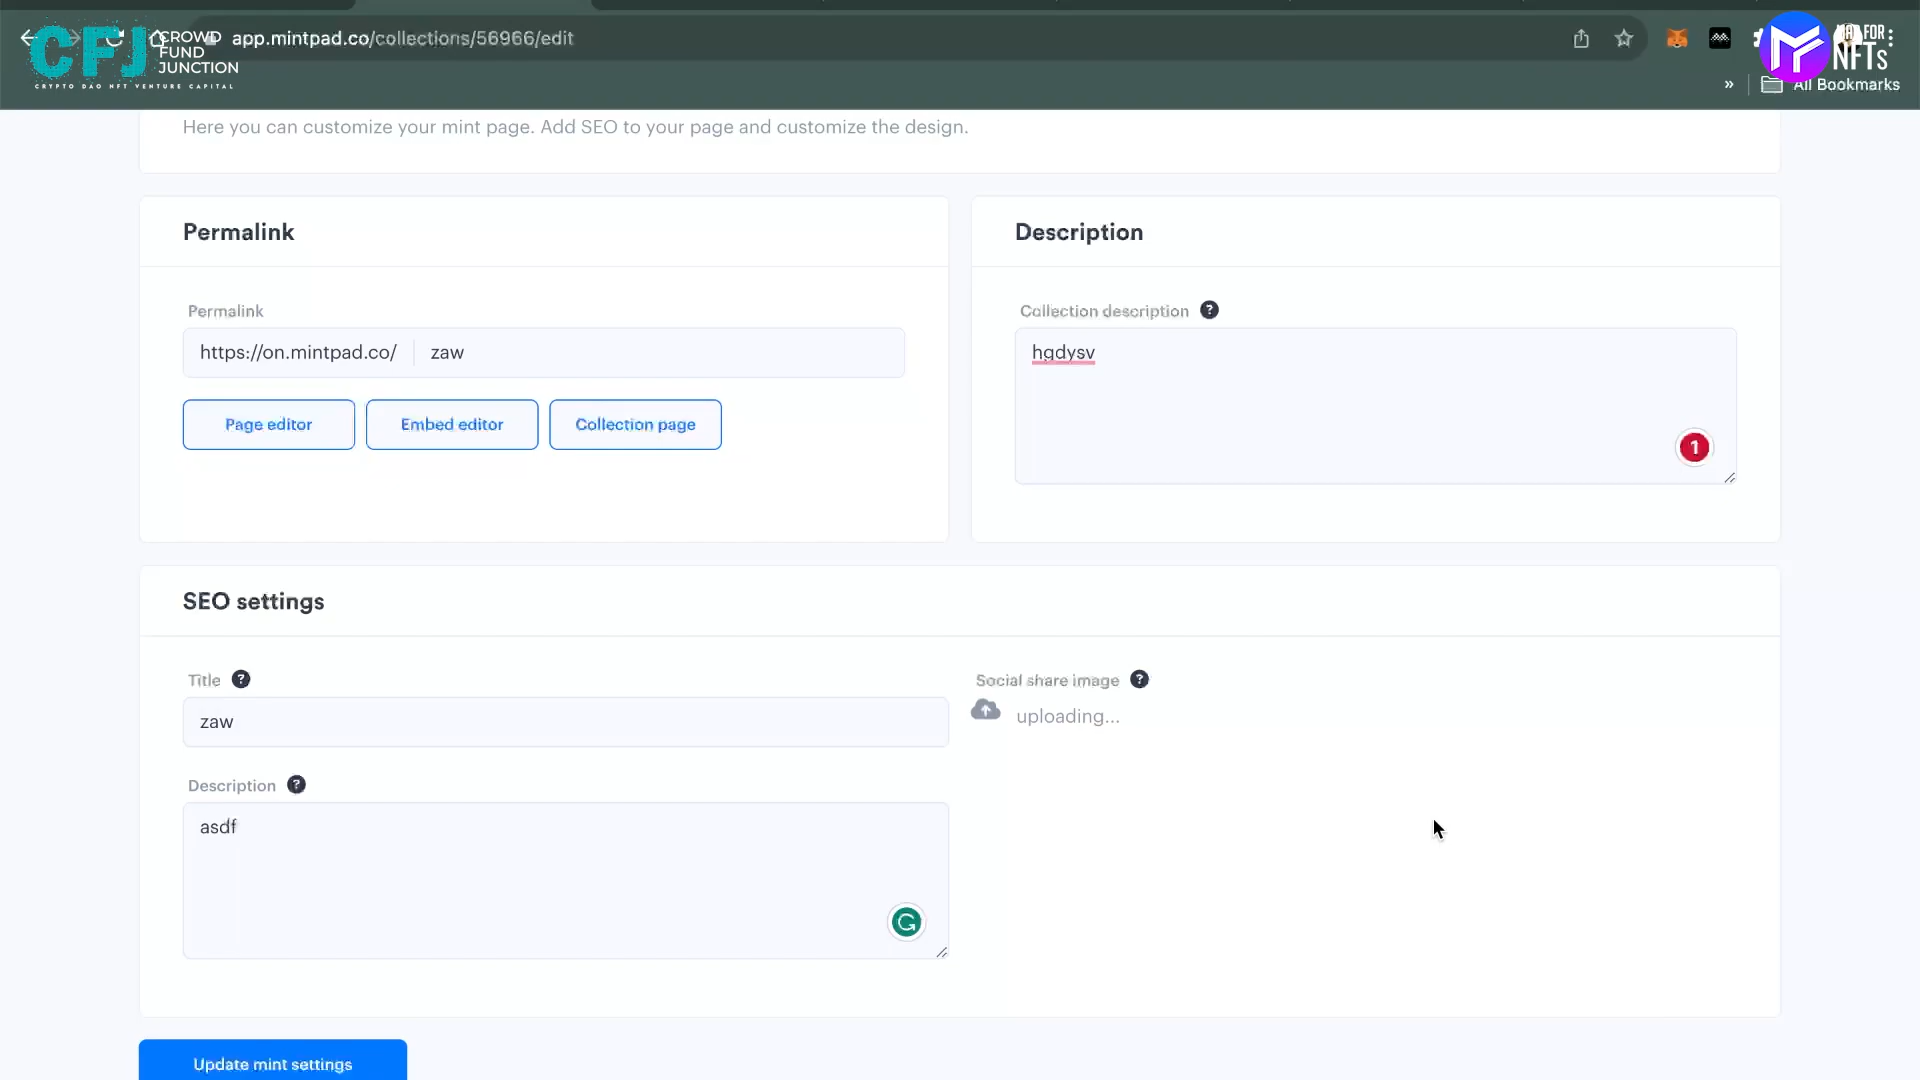 CFJ
CROWD
FUND
JUNCTION
CRYPTO DAO NFT VENTURE CAPITAL
app.mintpad.co/collections/56966/edit
FOR
NFTs
»
All Bookmarks
Here you can customize your mint page. Add SEO to your page and customize the design.
Permalink
Permalink
https://on.mintpad.co/ zaw
Page editor
Embed editor
Collection page
Description
Collection description ?
hgdysv
1
SEO settings
Title ?
zaw
Description ?
asdf
Social share image ?
uploading...
Update mint settings